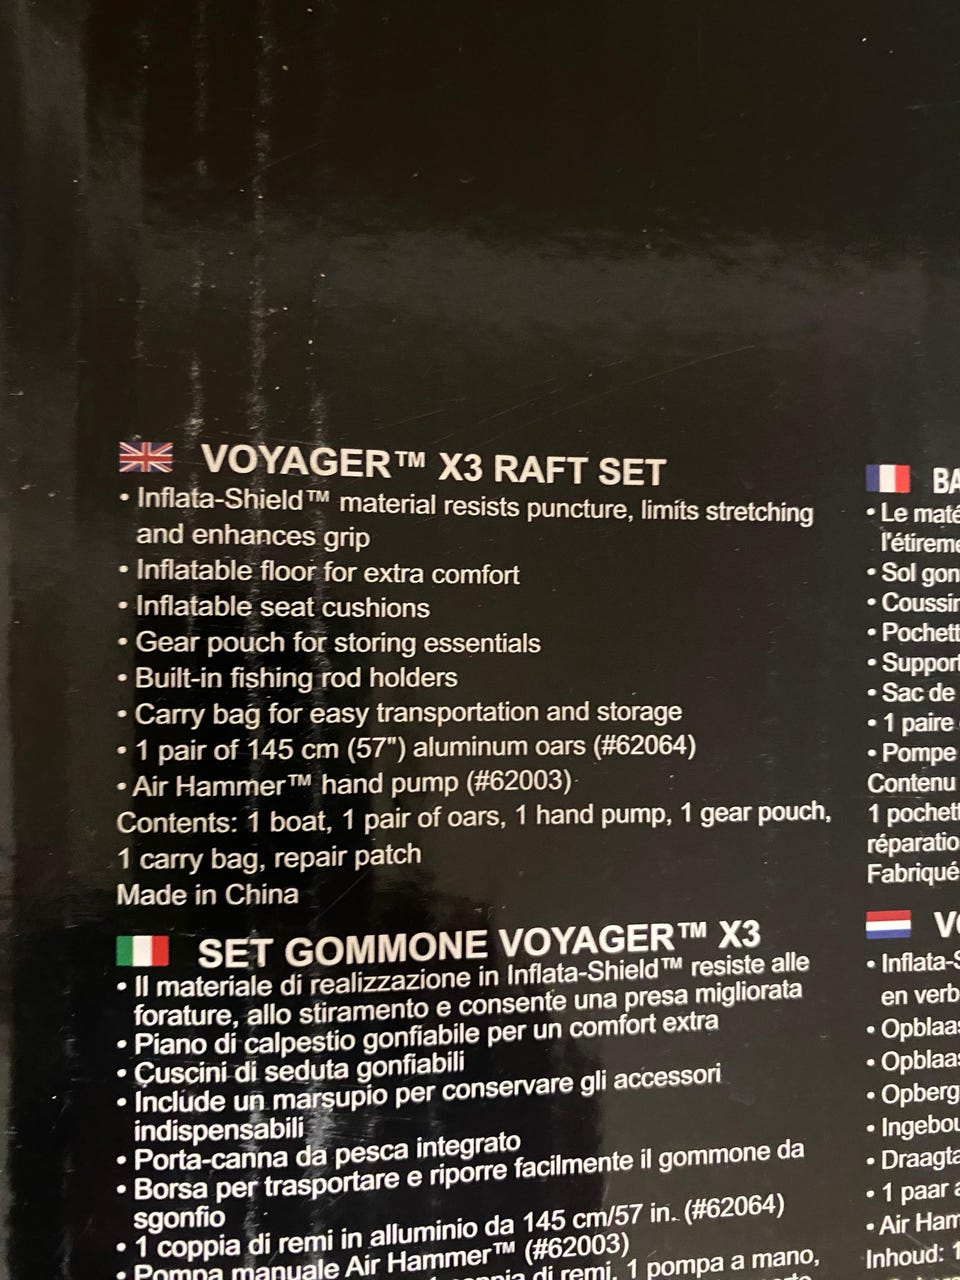 VOYAGER™ X3 RAFT SET
• Inflata-Shield™ material resists puncture, limits stretching
and enhances grip
• Inflatable floor for extra comfort
• Inflatable seat cushions
• Gear pouch for storing essentials
• Built-in fishing rod holders
• Carry bag for easy transportation and storage
• 1 pair of 145 cm (57") aluminum oars (#62064)
• Air Hammer™ hand pump (#62003)
Contents: 1 boat, 1 pair of oars, 1 hand pump, 1 gear pouch,
1 carry bag, repair patch
Made in China
SET GOMMONE VOYAGER™ X3
• Il materiale di realizzazione in Inflata-Shield™ resiste alle
forature, allo stiramento e consente una presa migliorata
• Piano di calpestio gonfiabile per un comfort extra
• Cuscini di seduta gonfiabili
• Include un marsupio per conservare gli accessori
indispensabili
• Porta-canna da pesca integrato
• Borsa per trasportare e riporre facilmente il gommone da
sgonfio
• 1 coppia di remi in alluminio da 145 cm/57 in. (#62064)
• Pompa manuale Air Hammer™ (#62003)
di remi, 1 pompa a mano,
BA
• Le maté
l'étireme
• Sol gon
• Coussin
• Pochett
• Support
• Sac de
• 1 paire
• Pompe
Contenu
1 pochett
réparatio
Fabriqué
VO
• Inflata-S
en verb
• Opblaas
• Opblaas
• Opberg
• Ingebou
• Draagta
• 1 paar a
• Air Ham
Inhoud: 1